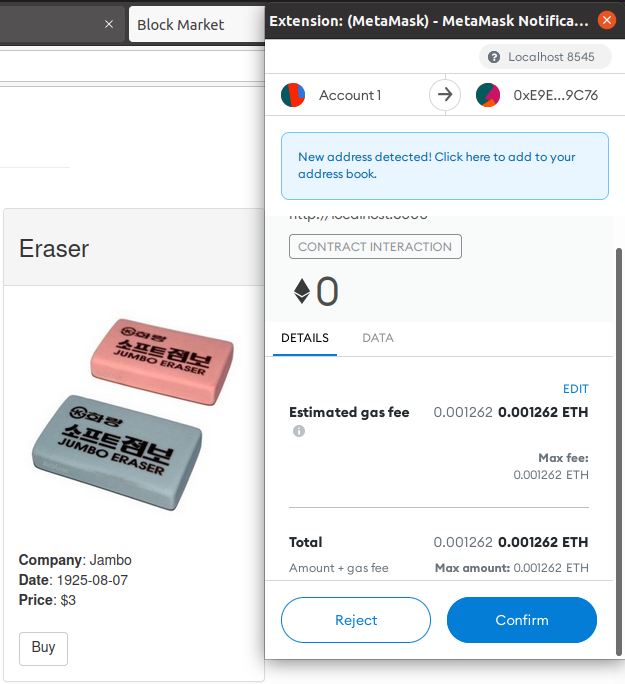 Block Market
Extension: (MetaMask) - MetaMask Notifica...
Localhost 8545
Account 1
0xE9E...9C76
New address detected! Click here to add to your
address book.
CONTRACT INTERACTION
0
DETAILS
DATA
EDIT
Estimated gas fee
0.001262 0.001262 ETH
Max fee:
0.001262 ETH
Total
0.001262 0.001262 ETH
Amount + gas fee
Max amount: 0.001262 ETH
Reject
Confirm
Eraser
화랑
소프트점보
JUMBO ERASER
화랑
소프트점보
JUMBO ERASER
Company: Jambo
Date: 1925-08-07
Price: $3
Buy